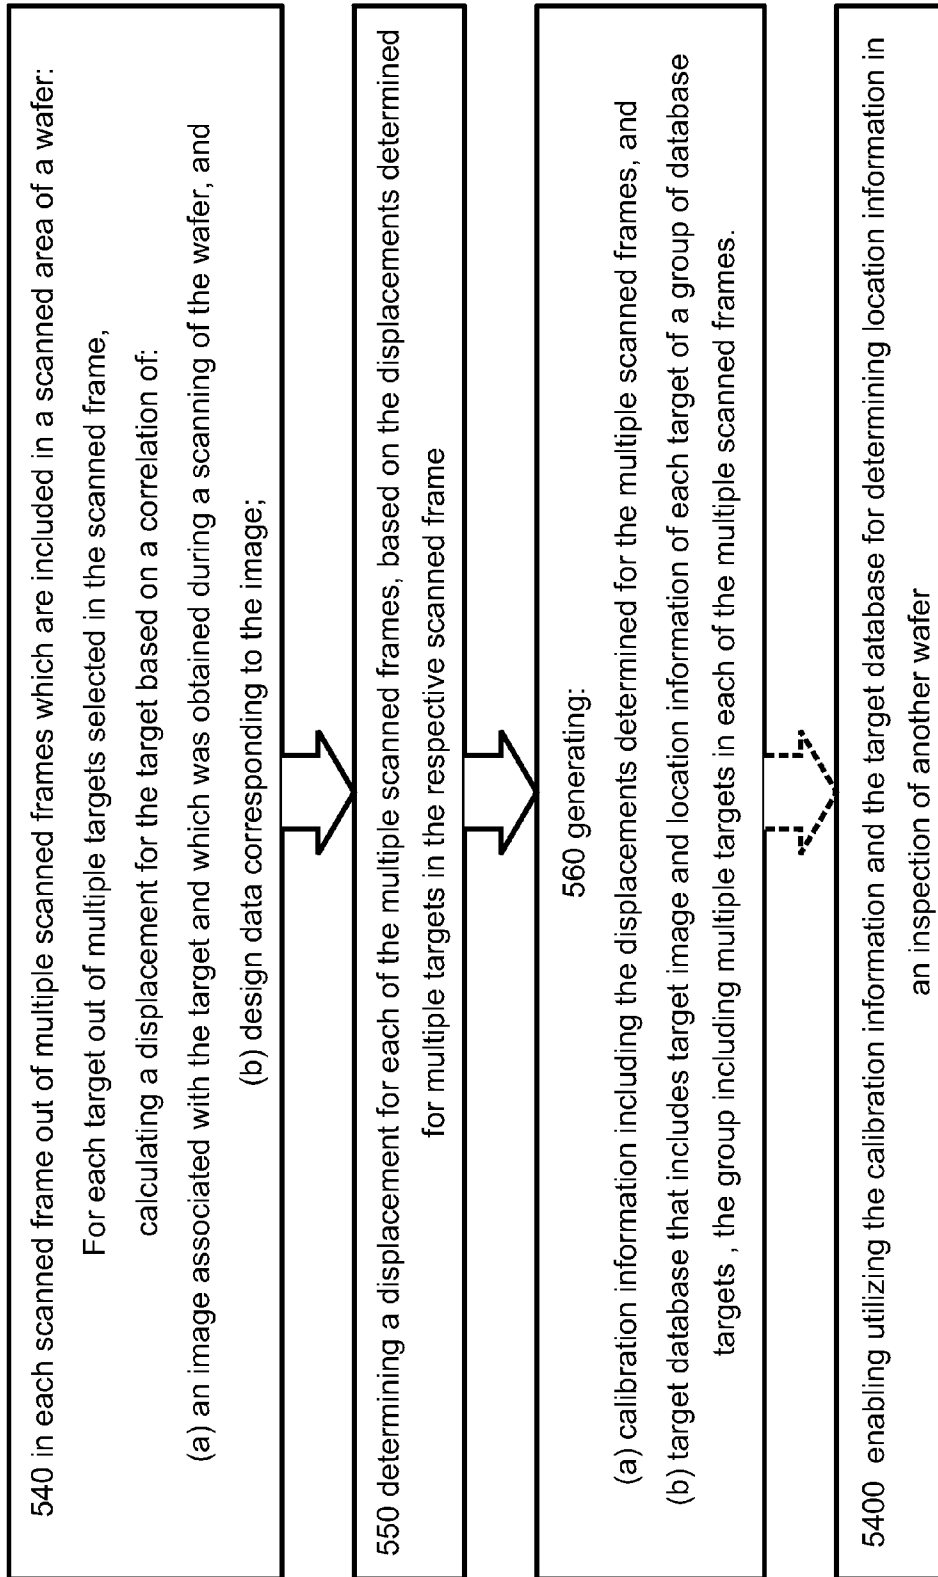 540 in each scanned frame out of multiple scanned frames which are included in a scanned area of a wafer:
For each target out of multiple targets selected in the scanned frame,
calculating a displacement for the target based on a correlation of:
(a) an image associated with the target and which was obtained during a scanning of the wafer, and
(b) design data corresponding to the image;
550 determining a displacement for each of the multiple scanned frames, based on the displacements determined
for multiple targets in the respective scanned frame
560 generating:
(a) calibration information including the displacements determined for the multiple scanned frames, and
(b) target database that includes target image and location information of each target of a group of database
targets , the group including multiple targets in each of the multiple scanned frames.
5400 enabling utilizing the calibration information and the target database for determining location information in
an inspection of another wafer